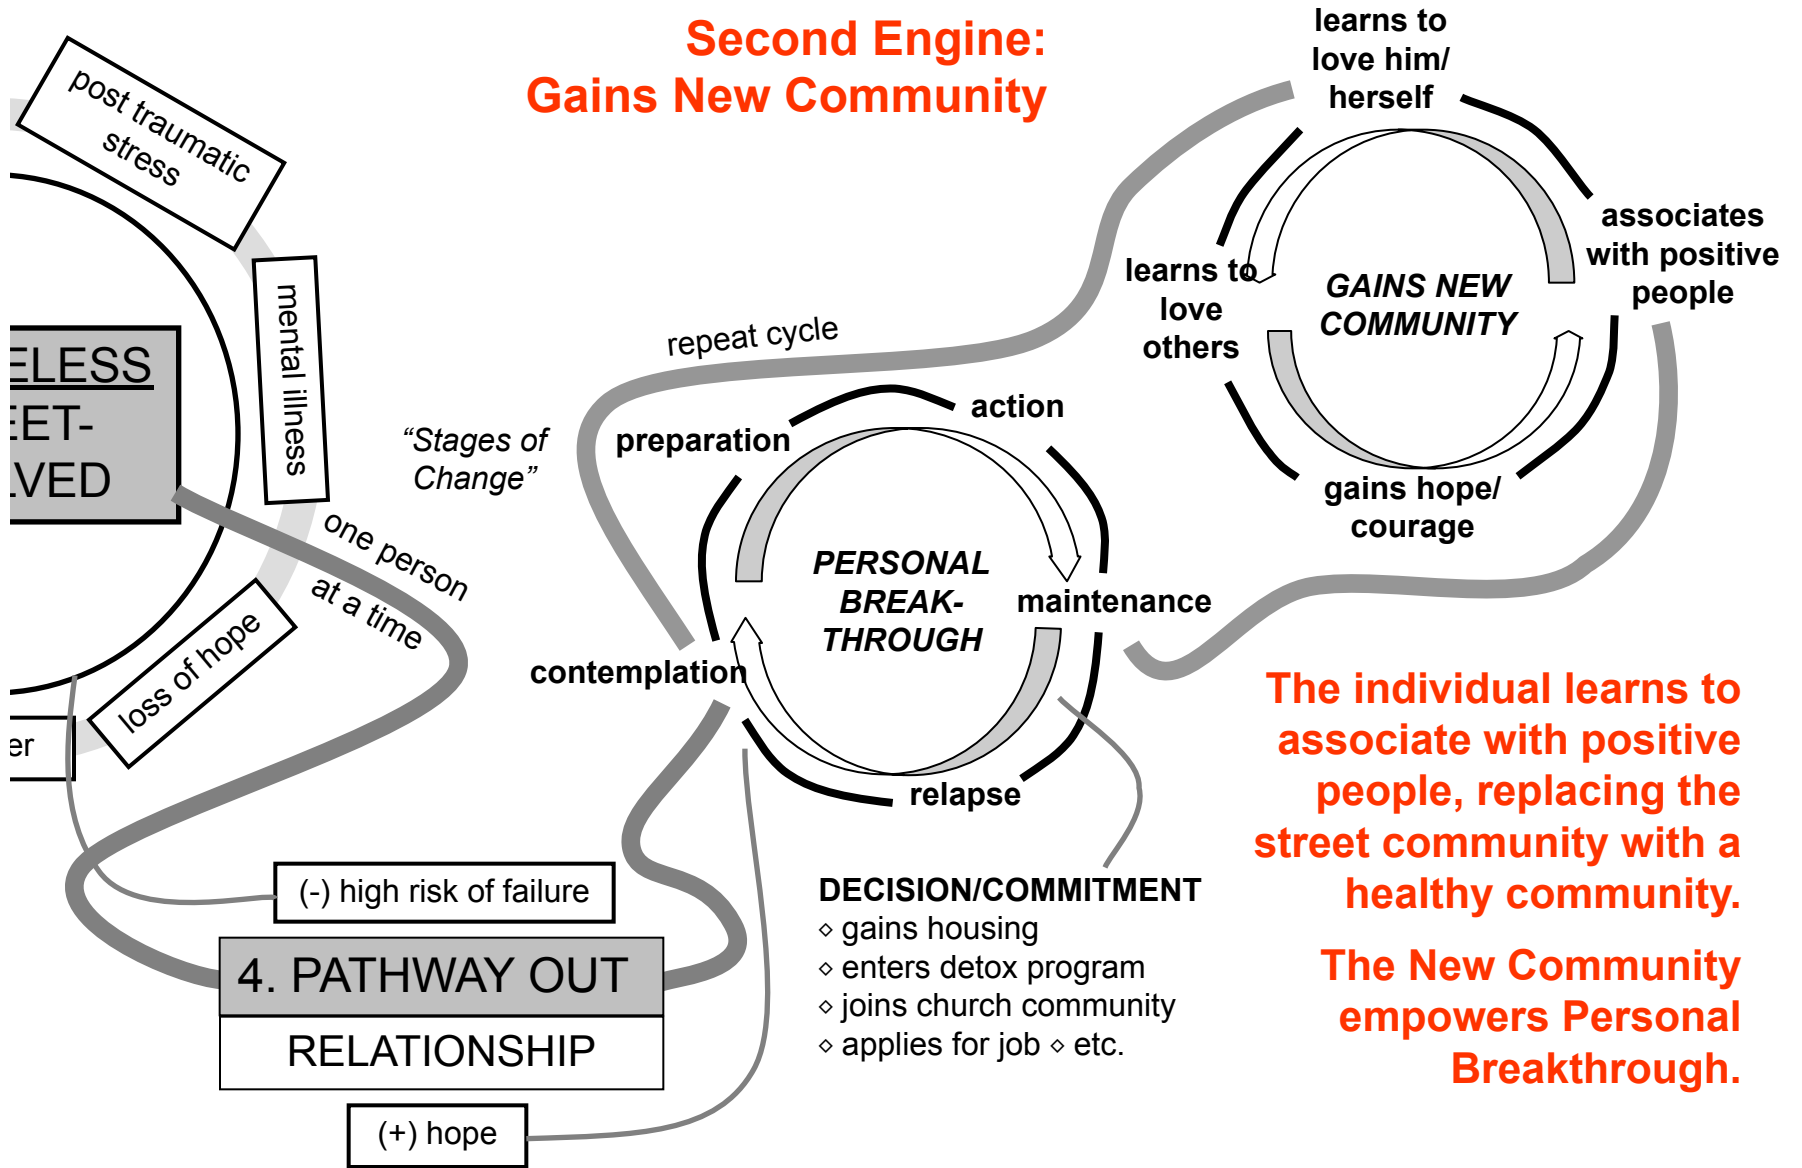 Second Engine:
Gains New Community
post traumatic
stress
mental illness
loss of hope
er
ELESS
EET-
LVED
one person
at a time
"Stages of
Change"
repeat cycle
preparation
action
maintenance
relapse
contemplation
PERSONAL
BREAK-
THROUGH
learns to
love him/
herself
associates
with positive
people
gains hope/
courage
learns to
love
others
GAINS NEW
COMMUNITY
(-) high risk of failure
4. PATHWAY OUT
RELATIONSHIP
(+) hope
DECISION/COMMITMENT
⋄ gains housing
⋄ enters detox program
⋄ joins church community
⋄ applies for job ⋄ etc.
The individual learns to
associate with positive
people, replacing the
street community with a
healthy community.
The New Community
empowers Personal
Breakthrough.